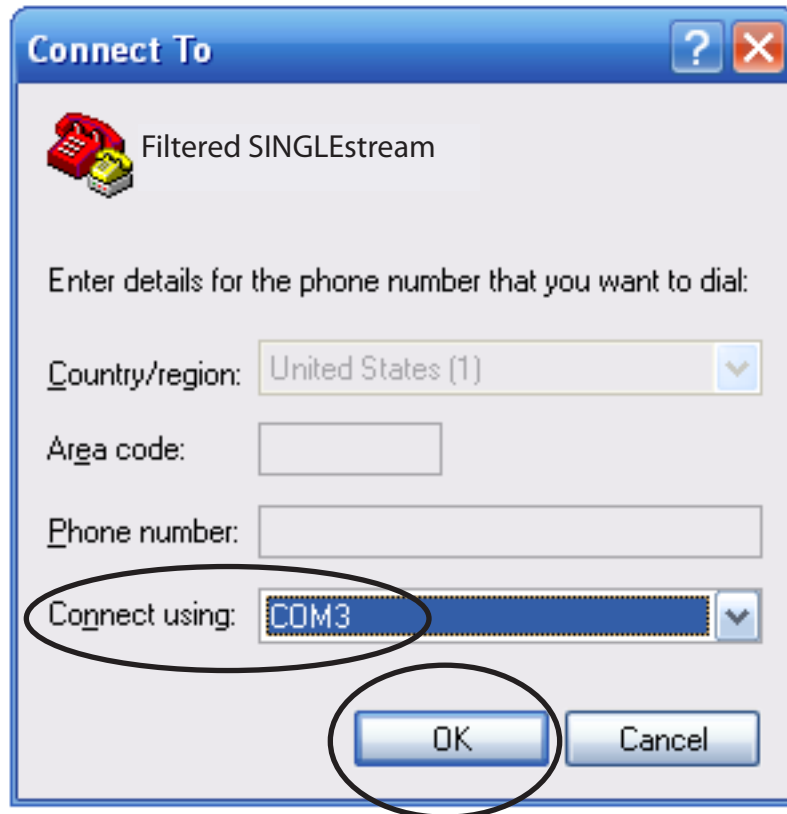 Connect To
Filtered SINGLEstream
Enter details for the phone number that you want to dial:
Country/region: United States (1)
Area code:
Phone number:
Connect using: COM3
OK Cancel